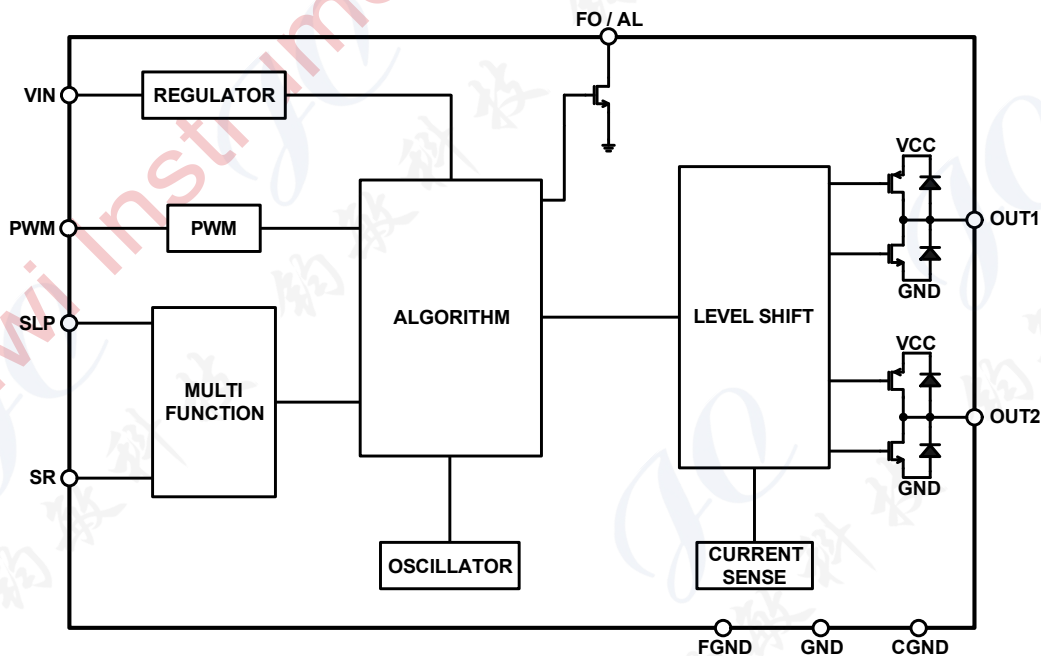 FO / AL
VIN
REGULATOR
VCC
PWM
PWM
OUT1
GND
SLP
ALGORITHM
LEVEL SHIFT
VCC
MULTI
FUNCTION
OUT2
SR
GND
OSCILLATOR
CURRENT
SENSE
FGND
GND
CGND